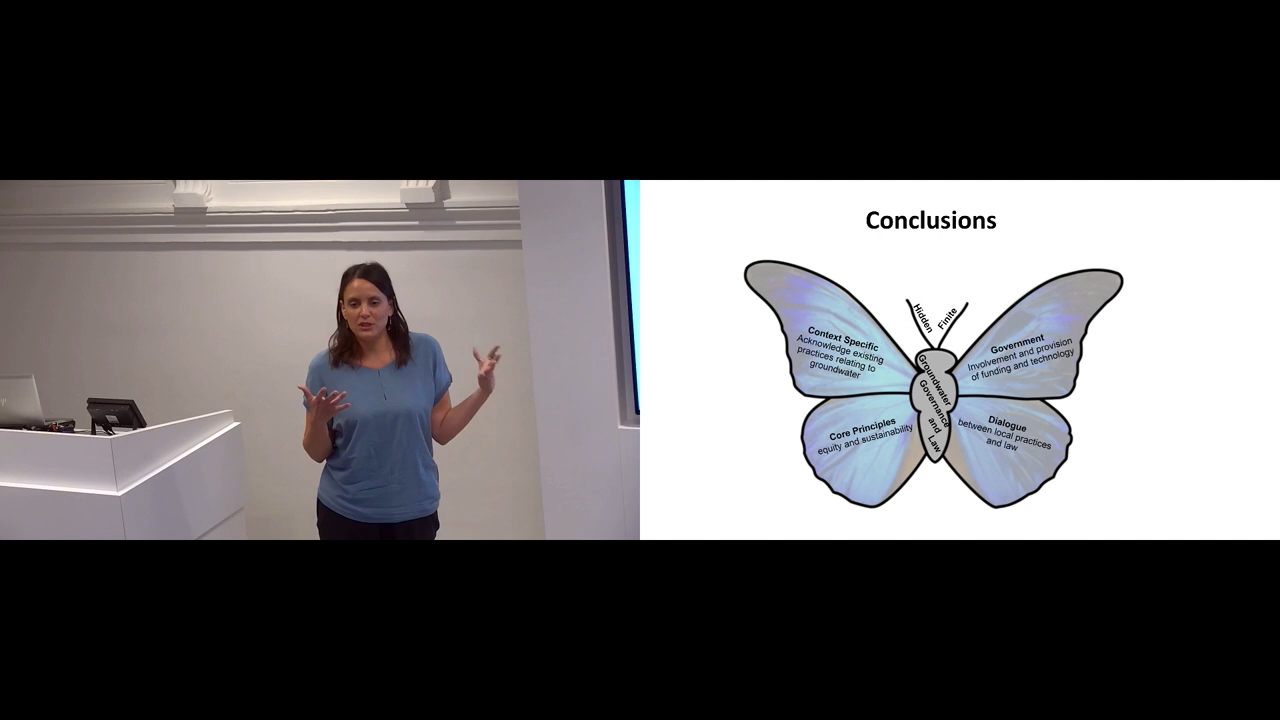 Conclusions
Hidden
Finite
Context Specific
Acknowledge existing
practices relating to
groundwater
Government
Involvement and provision
of funding and technology
Groundwater
Governance
and
Law
Core Principles
equity and sustainability
Dialogue
between local practices
and law